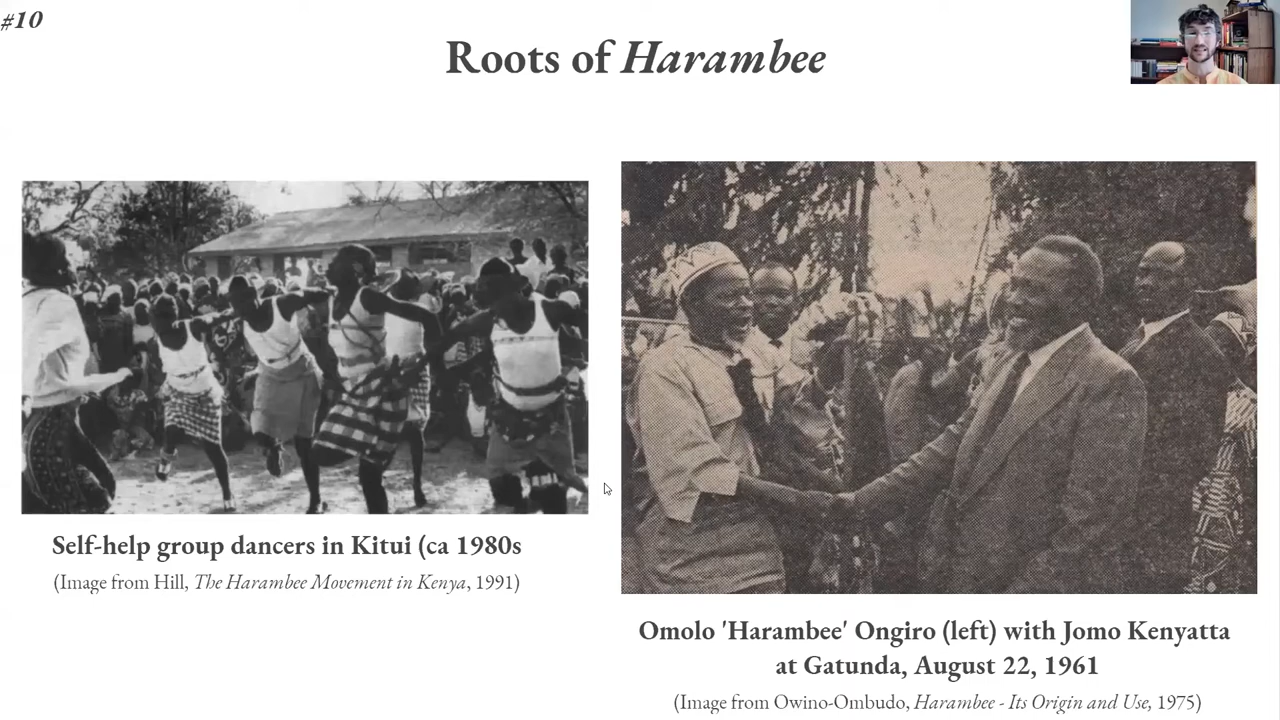 #10
Roots of Harambee
Self-help group dancers in Kitui (ca 1980s
(Image from Hill, The Harambee Movement in Kenya, 1991)
Omolo 'Harambee' Ongiro (left) with Jomo Kenyatta
at Gatunda, August 22, 1961
(Image from Owino-Ombudo, Harambee - Its Origin and Use, 1975)